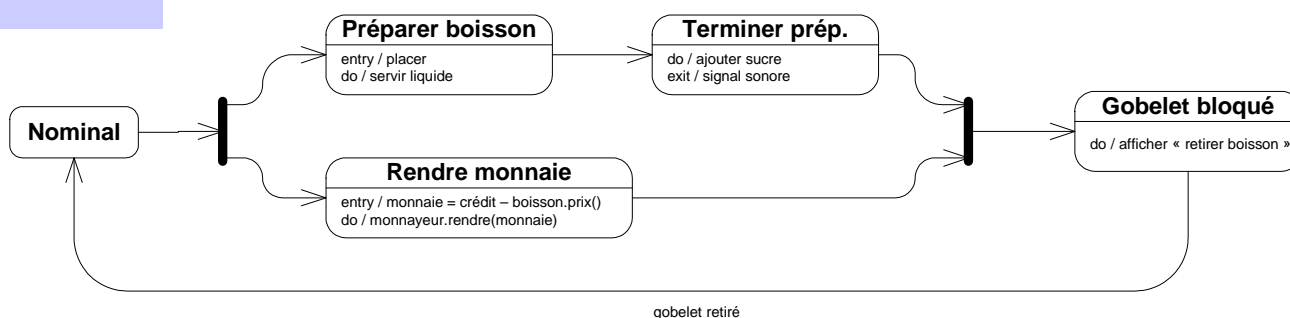 Préparer boisson
entry / placer
do / servir liquide
Terminer prép.
do / ajouter sucre
exit / signal sonore
Nominal
Gobelet bloqué
do / afficher « retirer boisson »
Rendre monnaie
entry / monnaie = crédit – boisson.prix()
do / monnayeur.rendre(monnaie)
gobelet retiré